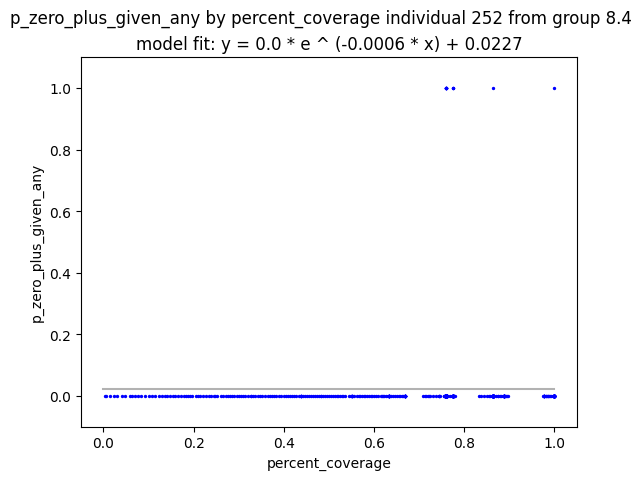 p_zero_plus_given_any by percent_coverage individual 252 from group 8.4
model fit: y = 0.0 * e ^ (-0.0006 * x) + 0.0227
1.0
0.8
0.6
0.4
0.2
0.0
p_zero_plus_given_any
0.0 0.2 0.4 0.6 0.8 1.0
percent_coverage